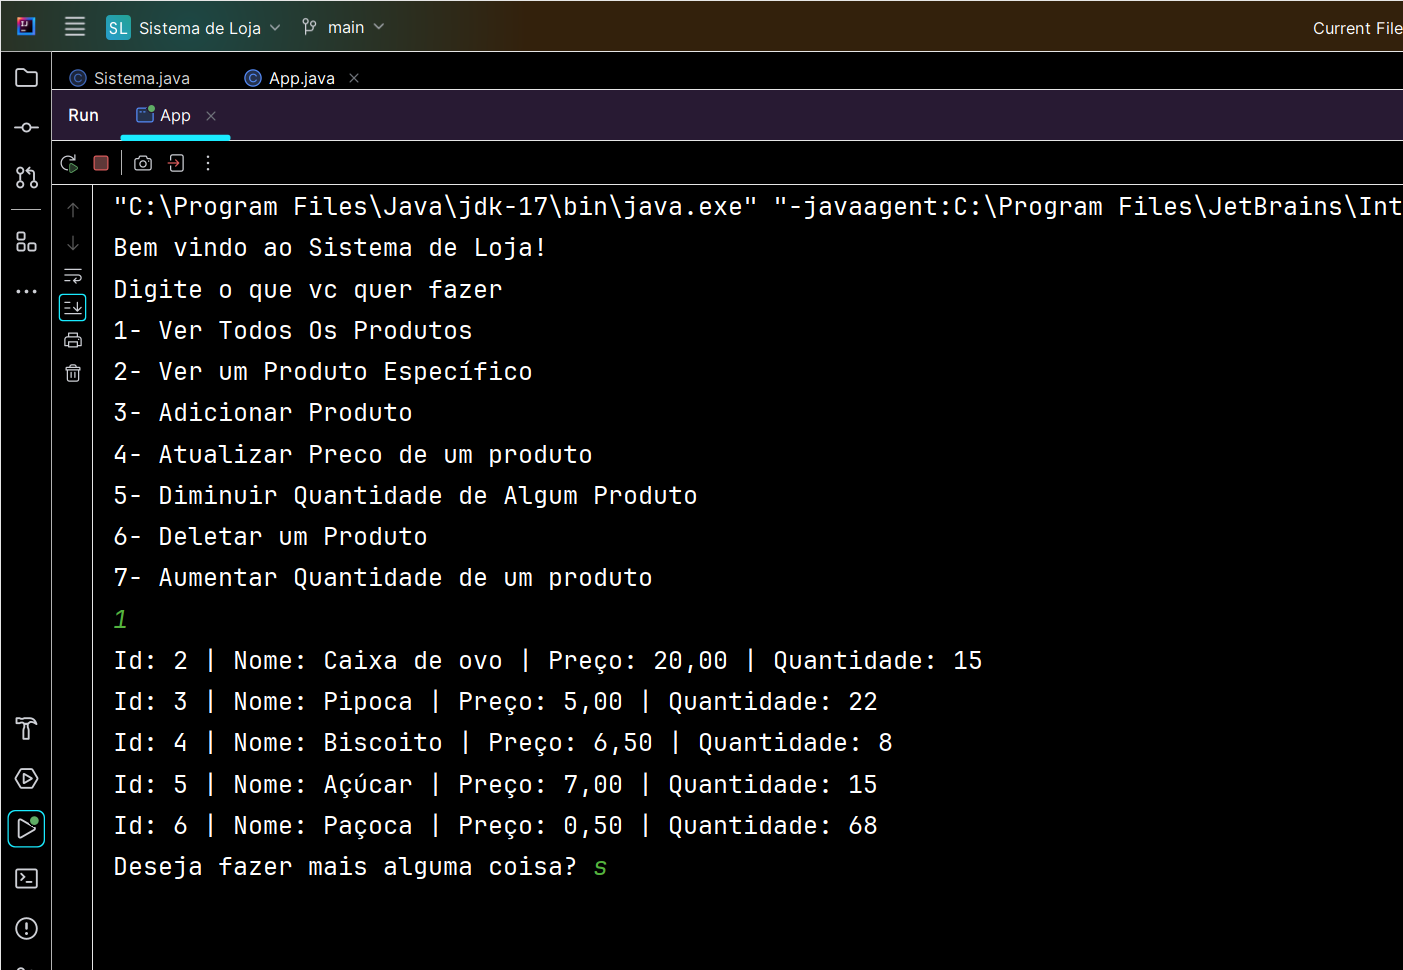 SL Sistema de Loja main Current File
Sistema.java App.java
Run App
"C:\Program Files\Java\jdk-17\bin\java.exe" "-javaagent:C:\Program Files\JetBrains\Int
Bem vindo ao Sistema de Loja!
Digite o que vc quer fazer
1- Ver Todos Os Produtos
2- Ver um Produto Específico
3- Adicionar Produto
4- Atualizar Preco de um produto
5- Diminuir Quantidade de Algum Produto
6- Deletar um Produto
7- Aumentar Quantidade de um produto
1
Id: 2 | Nome: Caixa de ovo | Preço: 20,00 | Quantidade: 15
Id: 3 | Nome: Pipoca | Preço: 5,00 | Quantidade: 22
Id: 4 | Nome: Biscoito | Preço: 6,50 | Quantidade: 8
Id: 5 | Nome: Açúcar | Preço: 7,00 | Quantidade: 15
Id: 6 | Nome: Paçoca | Preço: 0,50 | Quantidade: 68
Deseja fazer mais alguma coisa? s